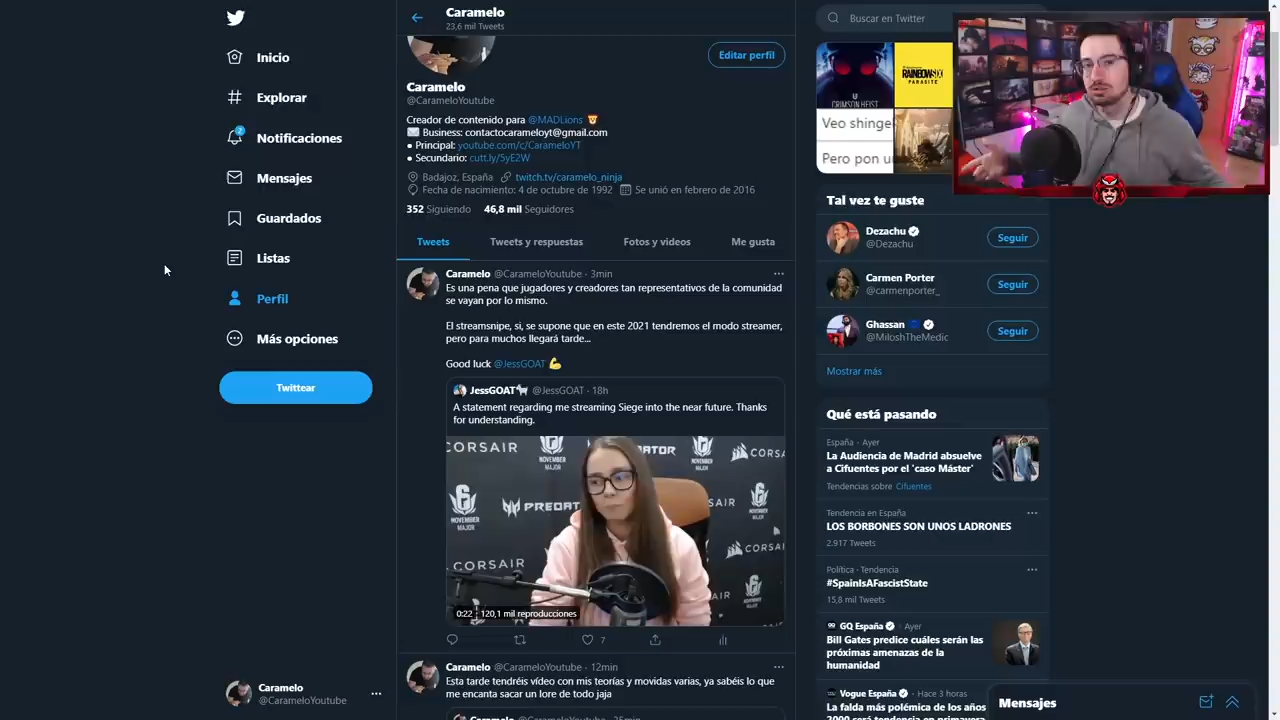 Inicio
Explorar
2
Notificaciones
Mensajes
Guardados
Listas
Perfil
Más opciones
Twittear
Caramelo
@CarameloYoutube
Caramelo
23,6 mil Tweets
Editar perfil
Caramelo
@CarameloYoutube
Creador de contenido para @MADLions
Business: contactocarameloyt@gmail.com
• Principal: youtube.com/c/CarameloYT
• Secundario: cutt.ly/5yE2W
Badajoz, España twitch.tv/caramelo_ninja
Fecha de nacimiento: 4 de octubre de 1992 Se unió en febrero de 2016
352 Siguiendo 46,8 mil Seguidores
Tweets Tweets y respuestas Fotos y videos Me gusta
Caramelo @CarameloYoutube · 3min
Es una pena que jugadores y creadores tan representativos de la comunidad
se vayan por lo mismo.
El streamsnipe, si, se supone que en este 2021 tendremos el modo streamer,
pero para muchos llegará tarde...
Good luck @JessGOAT
JessGOAT @JessGOAT · 18h
A statement regarding me streaming Siege into the near future. Thanks
for understanding.
CORSAIR
NOVEMBER
MAJOR
PREDATOR
CORSAIR
0:22 120,1 mil reproducciones
7
Caramelo @CarameloYoutube · 12min
Esta tarde tendréis vídeo con mis teorías y movidas varias, ya sabéis lo que
me encanta sacar un lore de todo jaja
Caramelo @CarameloYoutube · 25min
Buscar en Twitter
CRIMSON HEIST
RAINBOW SIX
PARASITE
Veo shinge
Pero pon u
Tal vez te guste
Dezachu
@Dezachu
Seguir
Carmen Porter
@carmenporter_
Seguir
Ghassan
@MiloshTheMedic
Seguir
Mostrar más
Qué está pasando
España · Ayer
La Audiencia de Madrid absuelve
a Cifuentes por el 'caso Máster'
Tendencias sobre Cifuentes
Tendencia en España
LOS BORBONES SON UNOS LADRONES
2.917 Tweets
Política · Tendencia
#SpainIsAFascistState
15,8 mil Tweets
GQ España · Ayer
Bill Gates predice cuáles serán las
próximas amenazas de la
humanidad
Vogue España · Hace 3 horas
La falda más polémica de los años
2000 será tendencia en primavera
Mensajes